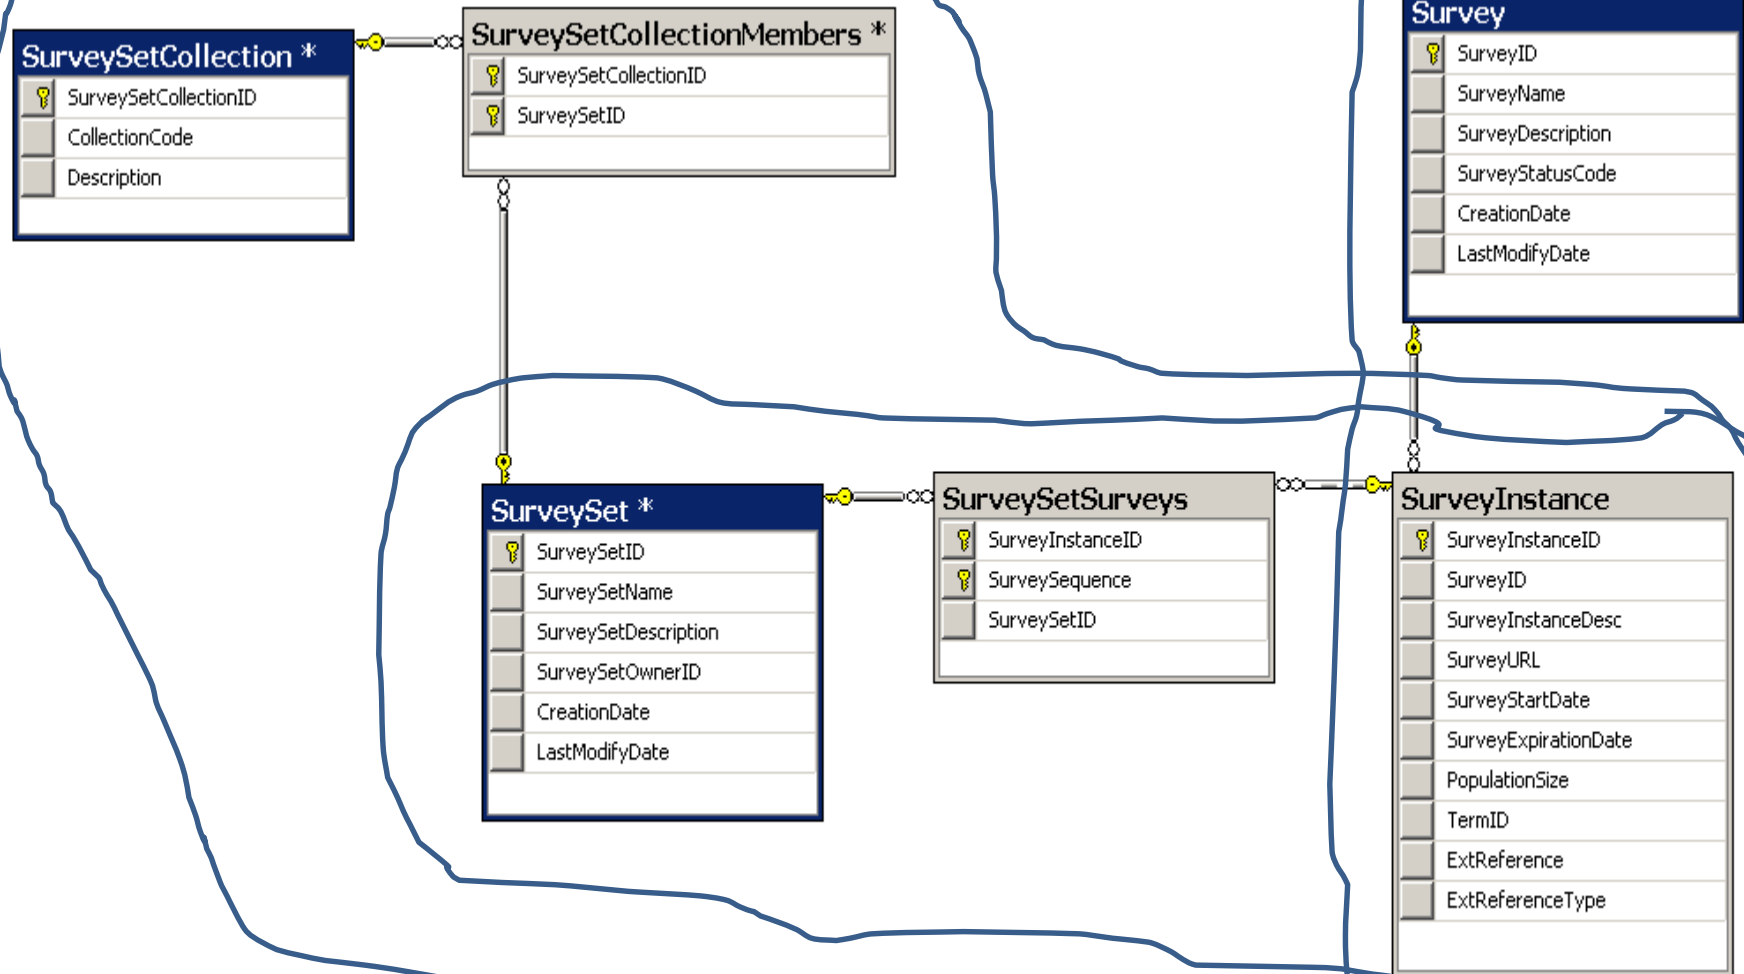 SurveySetCollection *
SurveySetCollectionID
CollectionCode
Description
SurveySetCollectionMembers *
SurveySetCollectionID
SurveySetID
Survey
SurveyID
SurveyName
SurveyDescription
SurveyStatusCode
CreationDate
LastModifyDate
SurveySet *
SurveySetID
SurveySetName
SurveySetDescription
SurveySetOwnerID
CreationDate
LastModifyDate
SurveySetSurveys
SurveyInstanceID
SurveySequence
SurveySetID
SurveyInstance
SurveyInstanceID
SurveyID
SurveyInstanceDesc
SurveyURL
SurveyStartDate
SurveyExpirationDate
PopulationSize
TermID
ExtReference
ExtReferenceType